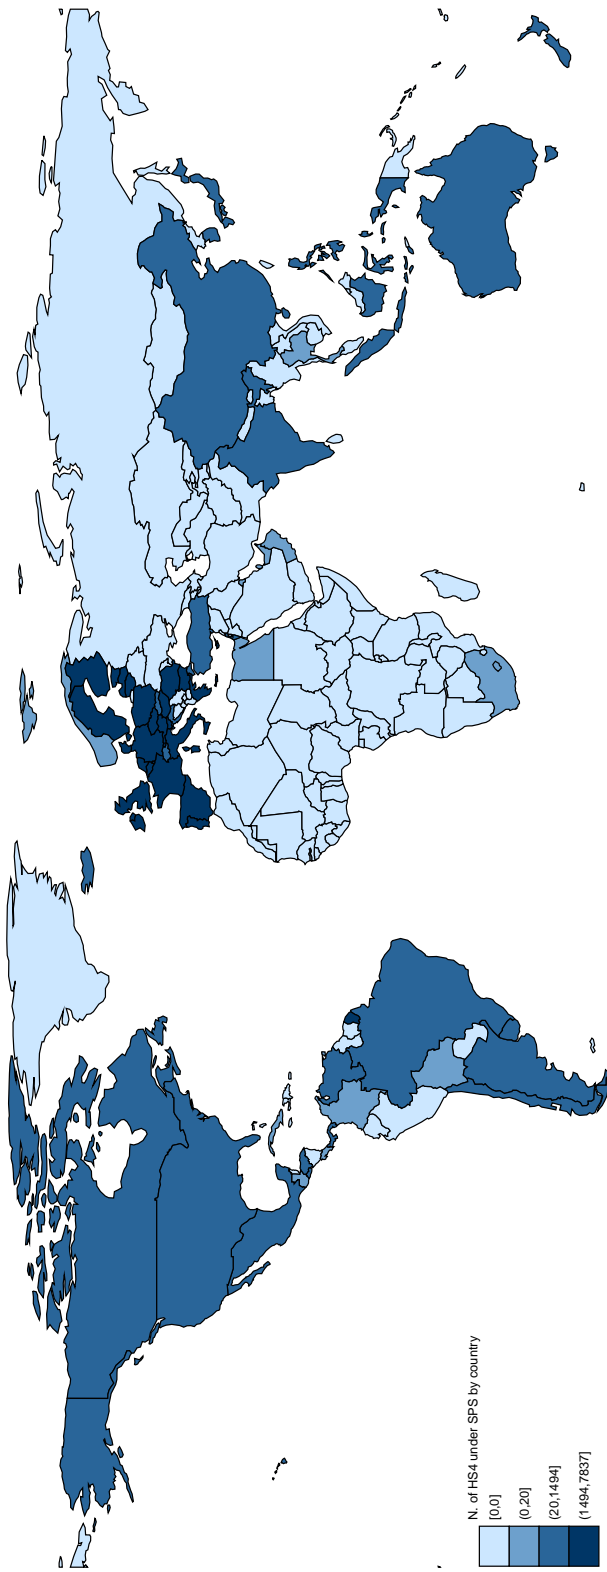 N. of HS4 under SPS by country
[0,0]
(0,20]
(20,1494]
(1494,7837]